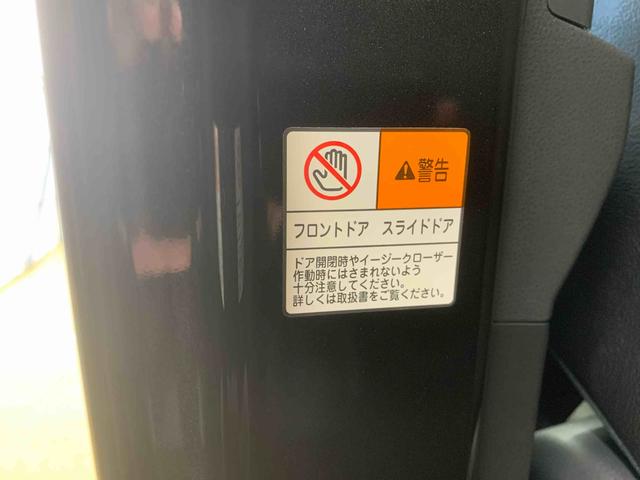 警告
フロントドア スライドドア
ドア開閉時やイージークローザー
作動時にはさまれないよう
十分注意してください。
詳しくは取扱書をご覧ください。